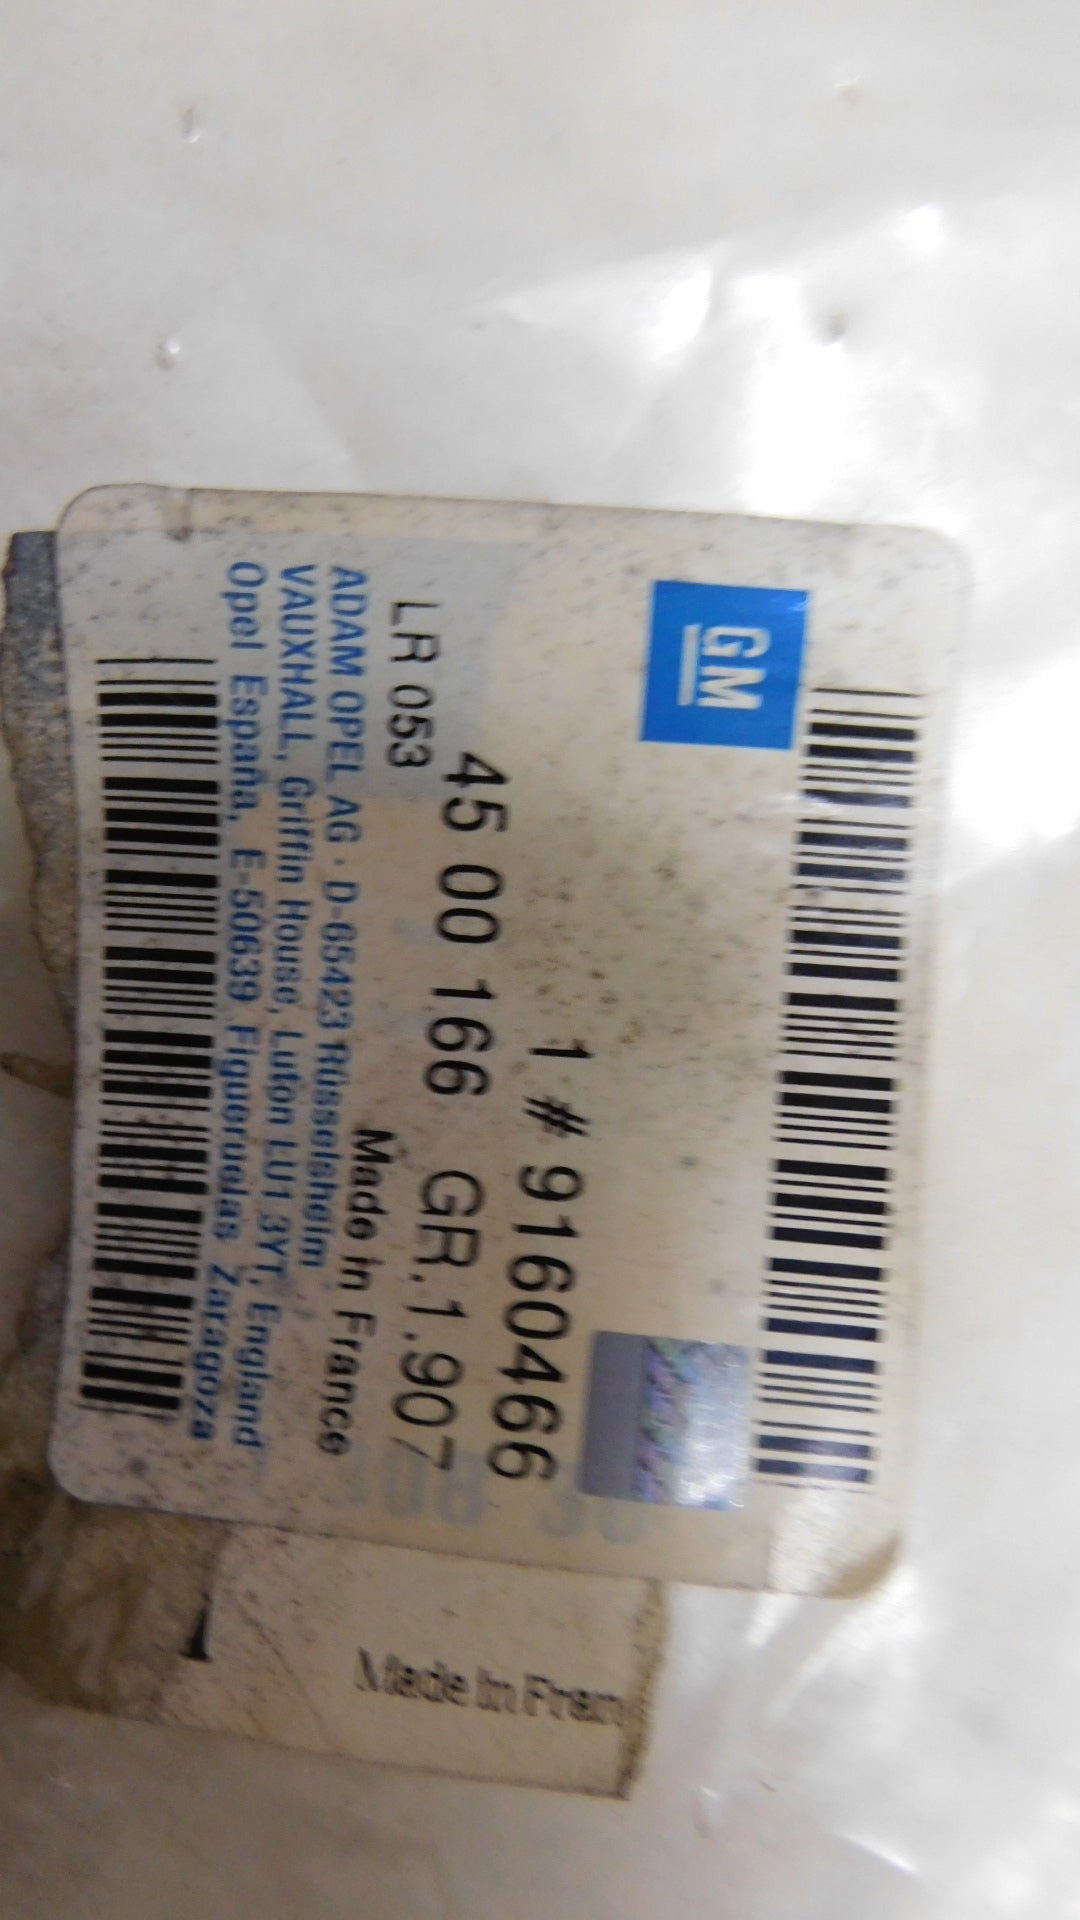 GM
1 # 9160466
45 00 166 GR.1.907
LR 053
Made in France
ADAM OPEL AG · D-65423 Rüsselsheim
VAUXHALL, Griffin House, Luton LU1 3YT, England
Opel España, E-50639 Figueruelas Zaragoza
Made in Fran